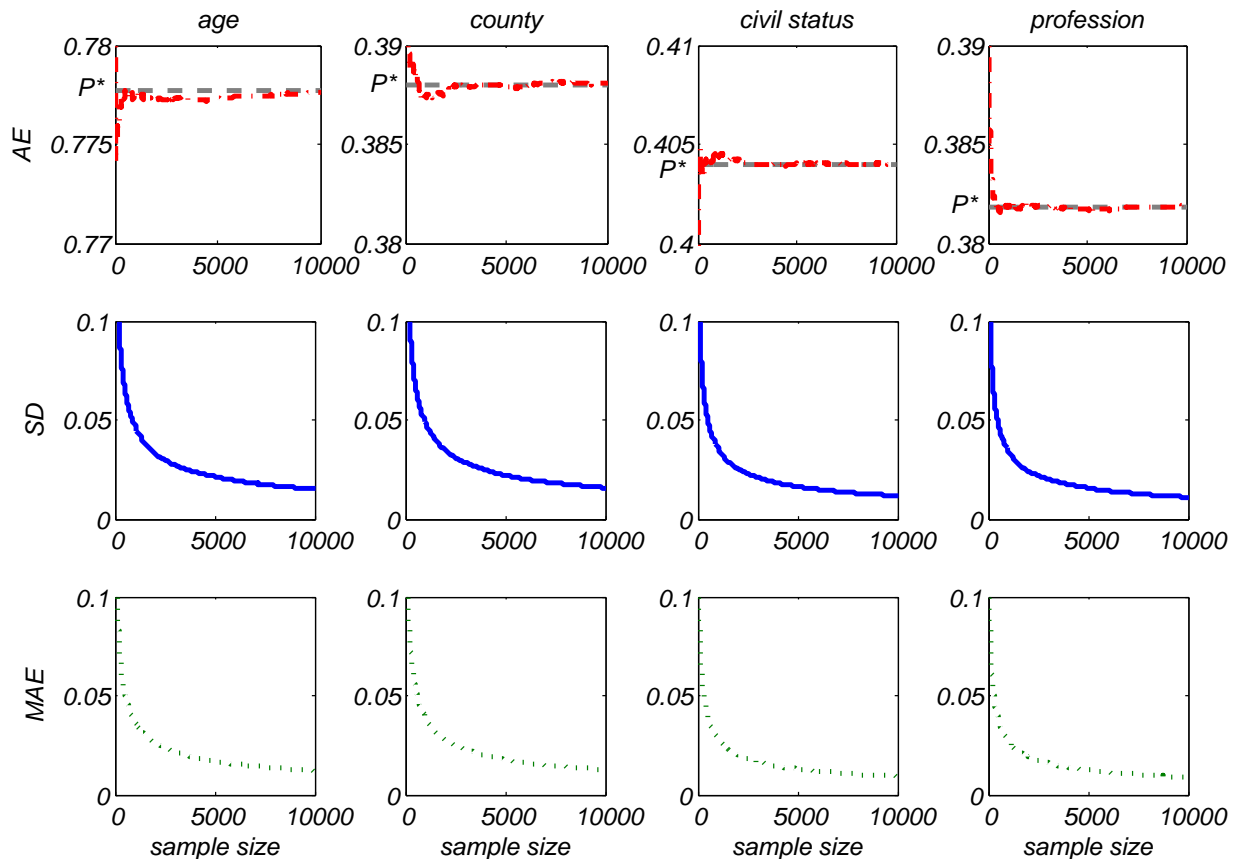 age county civil status profession
0.78 0.39 0.41 0.39
P* P*
AE 0.775 0.385 0.405 0.385
P* P*
0.77 0.38 0.4 0.38
0 5000 10000 0 5000 10000 0 5000 10000 0 5000 10000
0.1 0.1 0.1 0.1
SD 0.05 0.05 0.05 0.05
0 0 0 0
0 5000 10000 0 5000 10000 0 5000 10000 0 5000 10000
0.1 0.1 0.1 0.1
MAE 0.05 0.05 0.05 0.05
0 0 0 0
0 5000 10000 0 5000 10000 0 5000 10000 0 5000 10000
sample size sample size sample size sample size